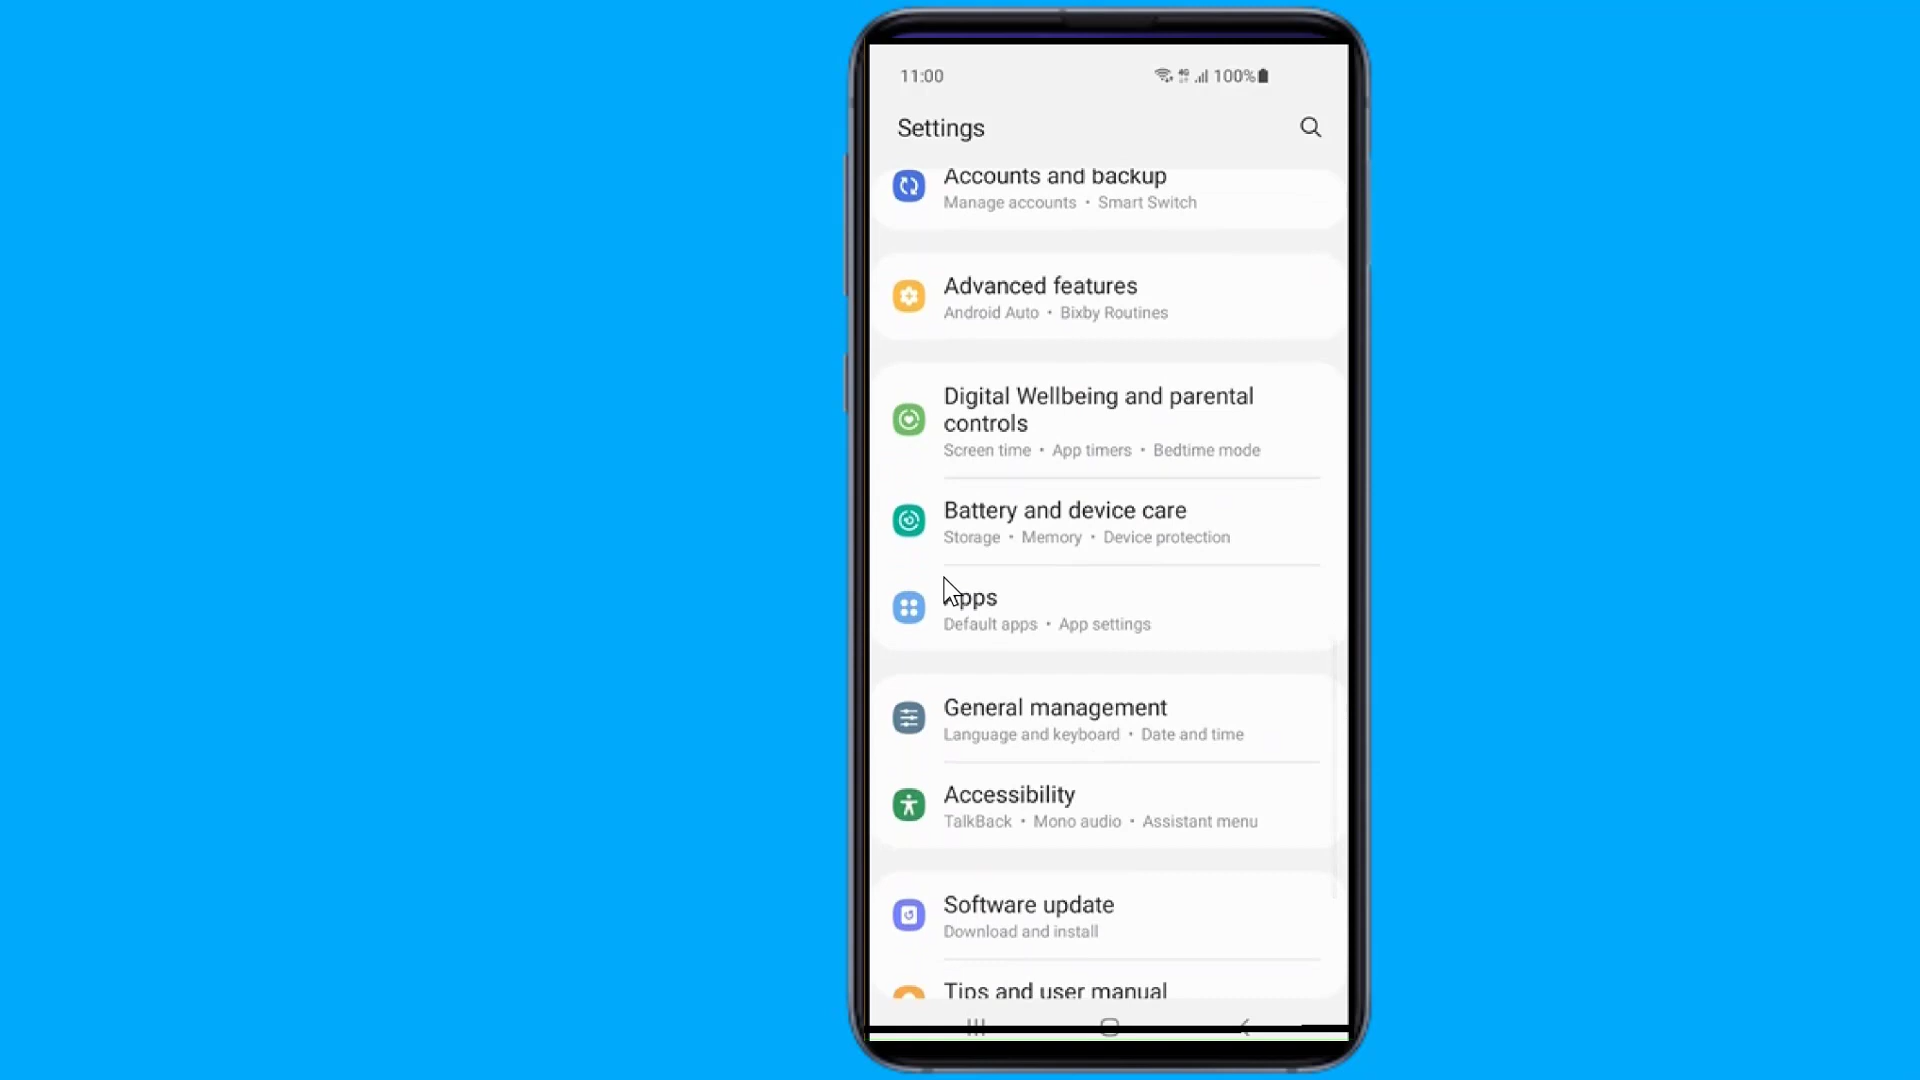 11:00
4G 100%
Settings
Accounts and backup
Manage accounts • Smart Switch
Advanced features
Android Auto • Bixby Routines
Digital Wellbeing and parental
controls
Screen time • App timers • Bedtime mode
Battery and device care
Storage • Memory • Device protection
Apps
Default apps • App settings
General management
Language and keyboard • Date and time
Accessibility
TalkBack • Mono audio • Assistant menu
Software update
Download and install
Tips and user manual